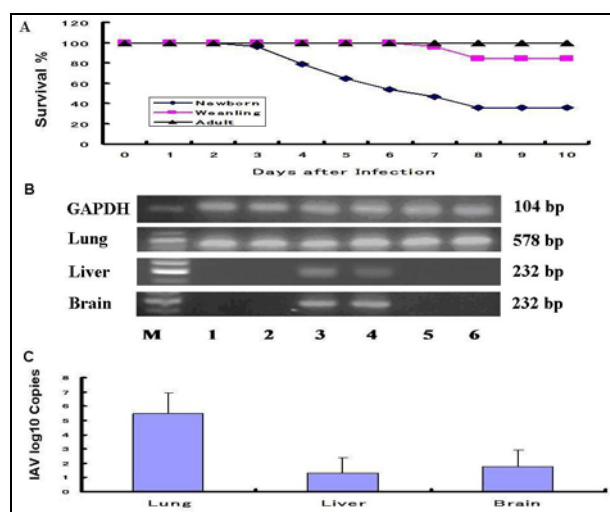 A
Survival %
120
100
80
60
40
20
0
Newborn
Weanling
Adult
0 1 2 3 4 5 6 7 8 9 10
Days after Infection
B
GAPDH 104 bp
Lung 578 bp
Liver 232 bp
Brain 232 bp
M 1 2 3 4 5 6
C
IAV log10 Copies
8
7
6
5
4
3
2
1
0
Lung Liver Brain